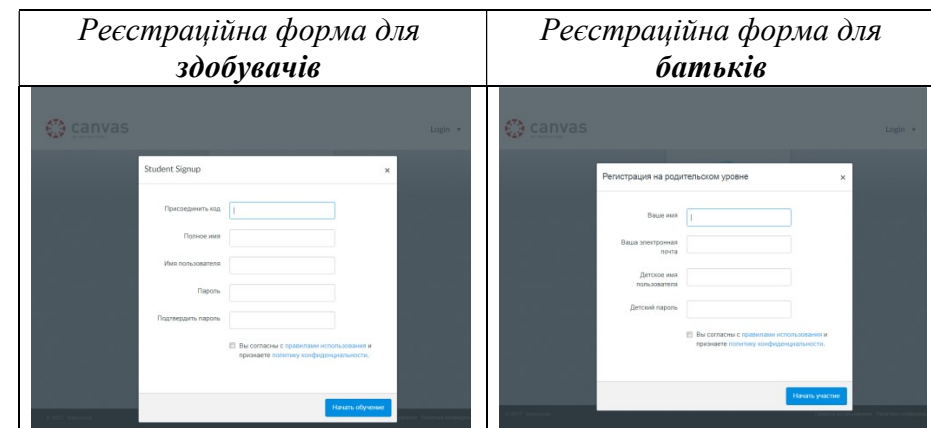 Реєстраційна форма для
здобувачів
Реєстраційна форма для
батьків
canvas
Login
Student Signup
×
Присоединить код
Полное имя
Имя пользователя
Пароль
Подтвердить пароль
Вы согласны с правилами использования и
признаете политику конфиденциальности.
Начать обучение
canvas
Login
Регистрация на родительском уровне
×
Ваше имя
Ваша электронная
почта
Детское имя
пользователя
Детский пароль
Вы согласны с правилами использования и
признаете политику конфиденциальности.
Начать участие